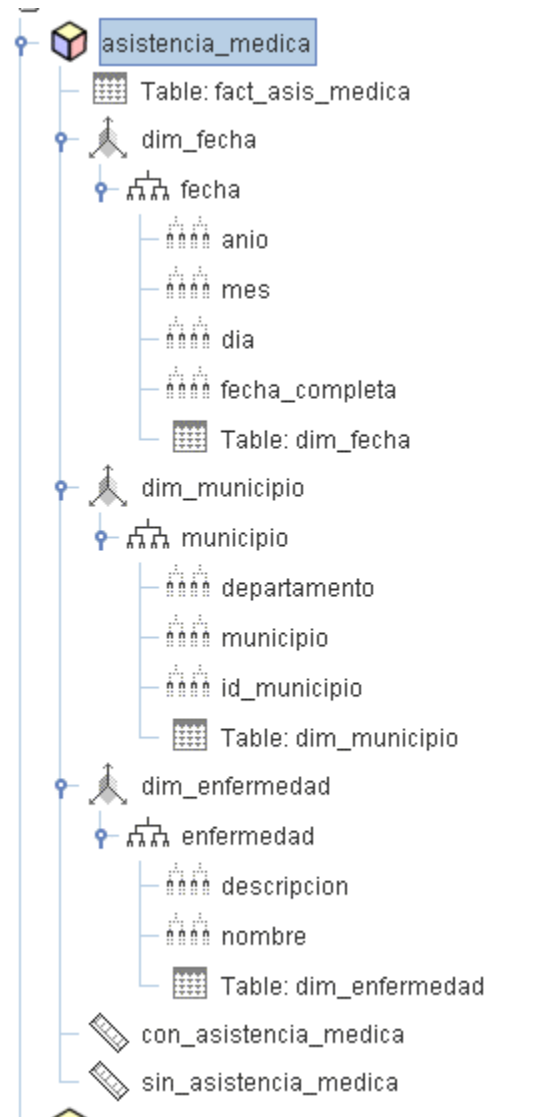 asistencia_medica
Table: fact_asis_medica
dim_fecha
fecha
anio
mes
dia
fecha_completa
Table: dim_fecha
dim_municipio
municipio
departamento
municipio
id_municipio
Table: dim_municipio
dim_enfermedad
enfermedad
descripcion
nombre
Table: dim_enfermedad
con_asistencia_medica
sin_asistencia_medica